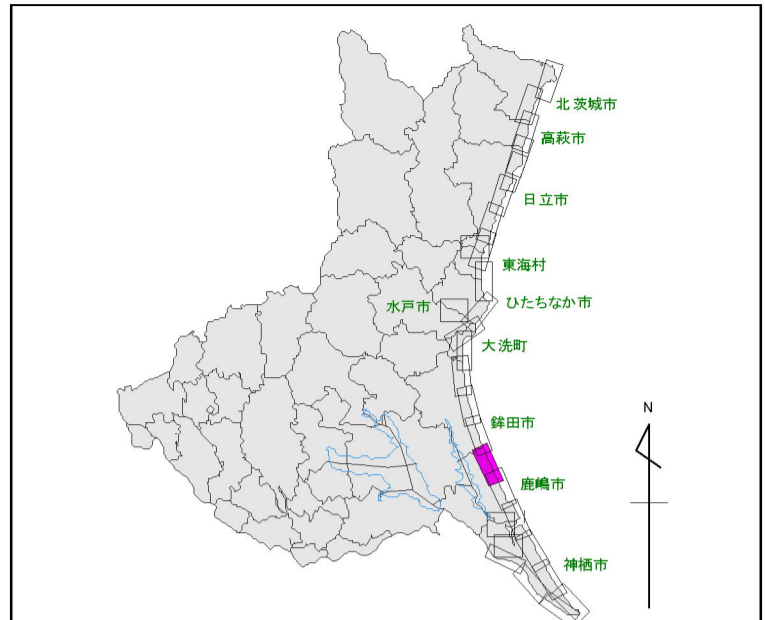 北茨城市
高萩市
日立市
東海村
水戸市
ひたちなか市
大洗町
N
鉾田市
鹿嶋市
神栖市